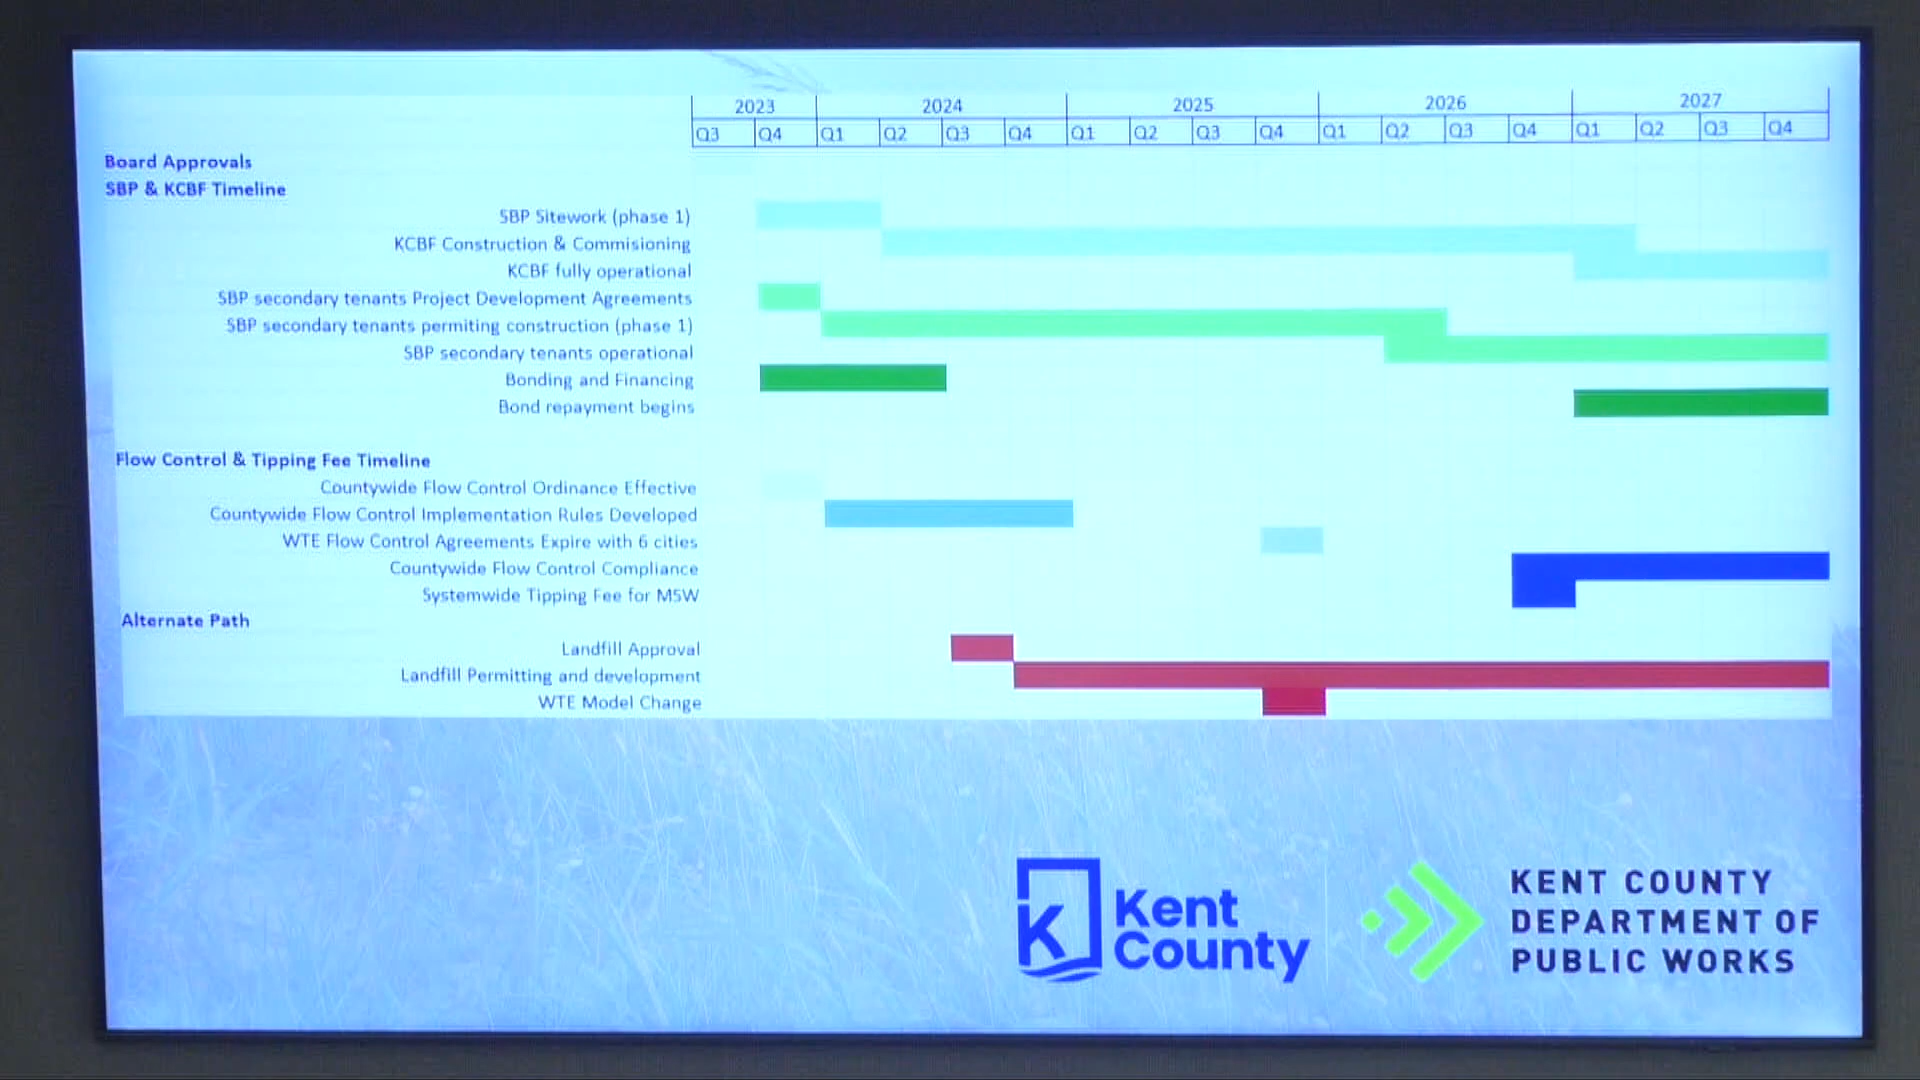 2023 2024 2025 2026 2027
Q3 Q4 Q1 Q2 Q3 Q4 Q1 Q2 Q3 Q4 Q1 Q2 Q3 Q4 Q1 Q2 Q3 Q4
Board Approvals
SBP & KCBF Timeline
SBP Sitework (phase 1)
KCBF Construction & Commisioning
KCBF fully operational
SBP secondary tenants Project Development Agreements
SBP secondary tenants permiting construction (phase 1)
SBP secondary tenants operational
Bonding and Financing
Bond repayment begins
Flow Control & Tipping Fee Timeline
Countywide Flow Control Ordinance Effective
Countywide Flow Control Implementation Rules Developed
WTE Flow Control Agreements Expire with 6 cities
Countywide Flow Control Compliance
Systemwide Tipping Fee for MSW
Alternate Path
Landfill Approval
Landfill Permitting and development
WTE Model Change
K
Kent
County
KENT COUNTY
DEPARTMENT OF
PUBLIC WORKS